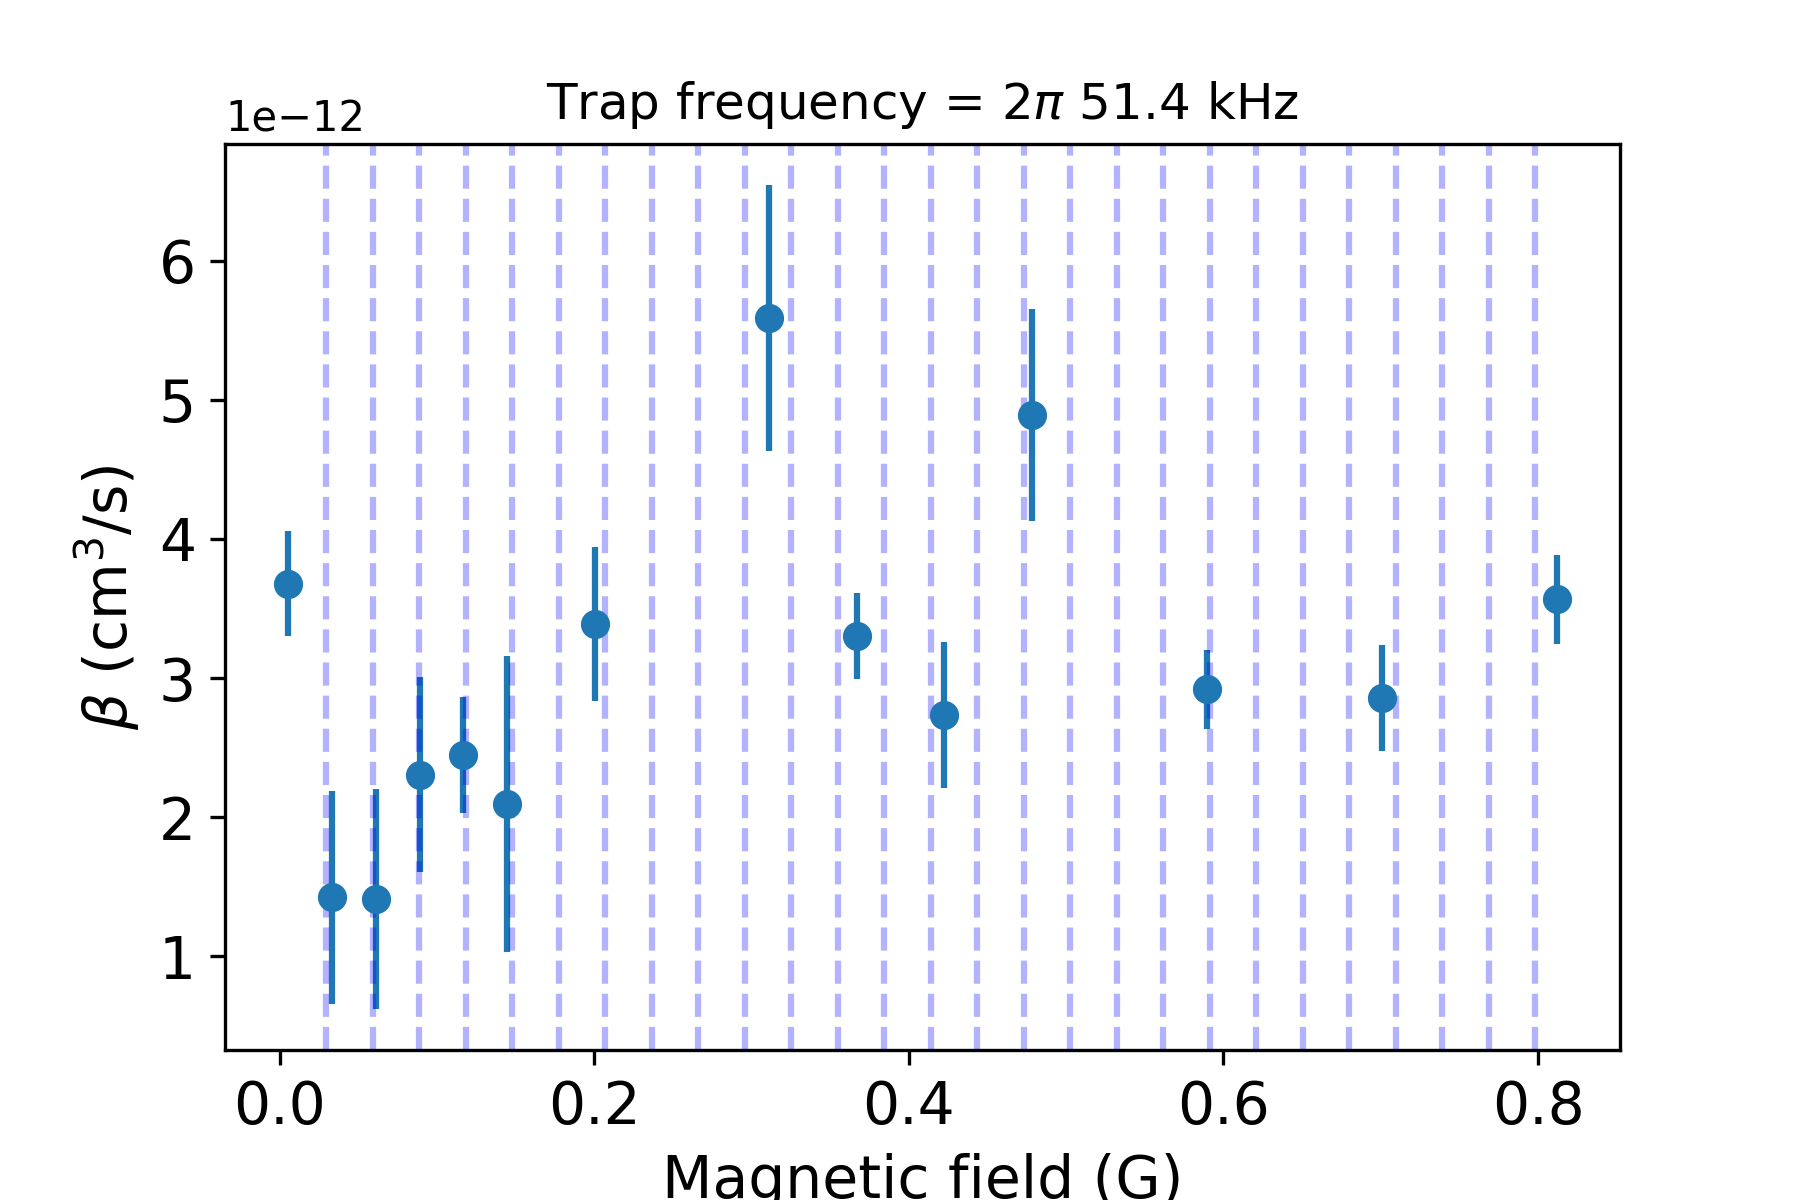 Trap frequency = 2π 51.4 kHz
1e−12
6
5
4
3
2
1
β (cm³/s)
0.0 0.2 0.4 0.6 0.8
Magnetic field (G)